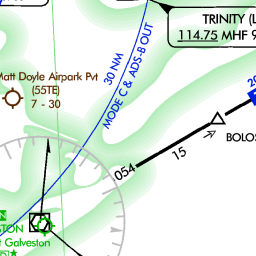 TRINITY (L
114.75 MHF 9
30 NM
MODE C & ADS-B OUT
Matt Doyle Airpark Pvt
(55TE)
7 - 30
20
BOLOS
15
054
STON
t Galveston